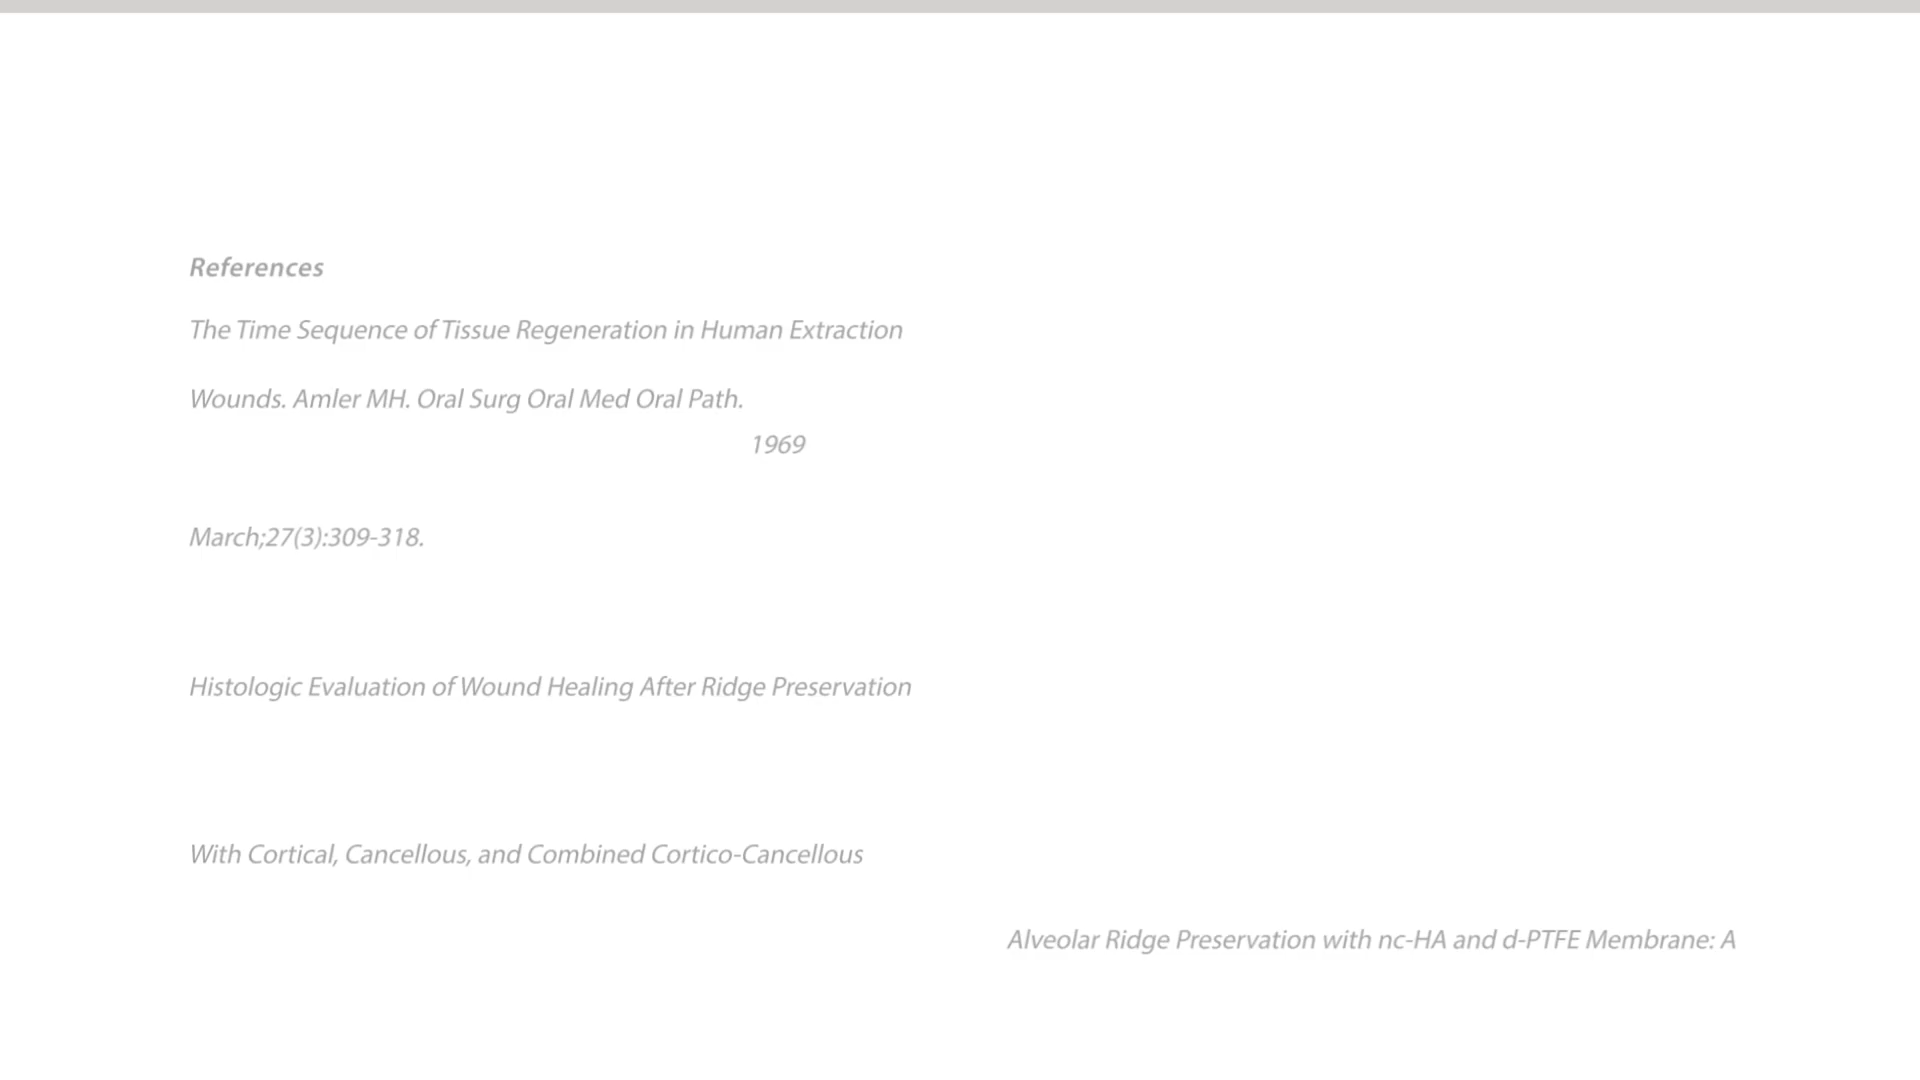 References
The Time Sequence of Tissue Regeneration in Human Extraction
Wounds. Amler MH. Oral Surg Oral Med Oral Path.
1969
March;27(3):309-318.
Histologic Evaluation of Wound Healing After Ridge Preservation
With Cortical, Cancellous, and Combined Cortico-Cancellous
Alveolar Ridge Preservation with nc-HA and d-PTFE Membrane: A